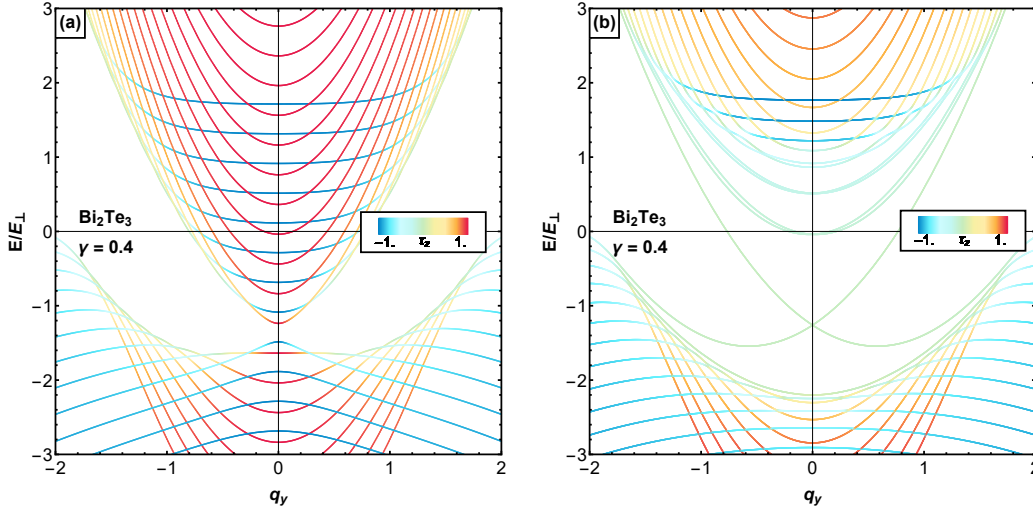 (a)
3
2
1
0
−1
−2
−3
E/E⊥
Bi₂Te₃
γ = 0.4
−1. τz 1.
−2 −1 0 1 2
qy
(b)
3
2
1
0
−1
−2
−3
E/E⊥
Bi₂Te₃
γ = 0.4
−1. τz 1.
−2 −1 0 1 2
qy